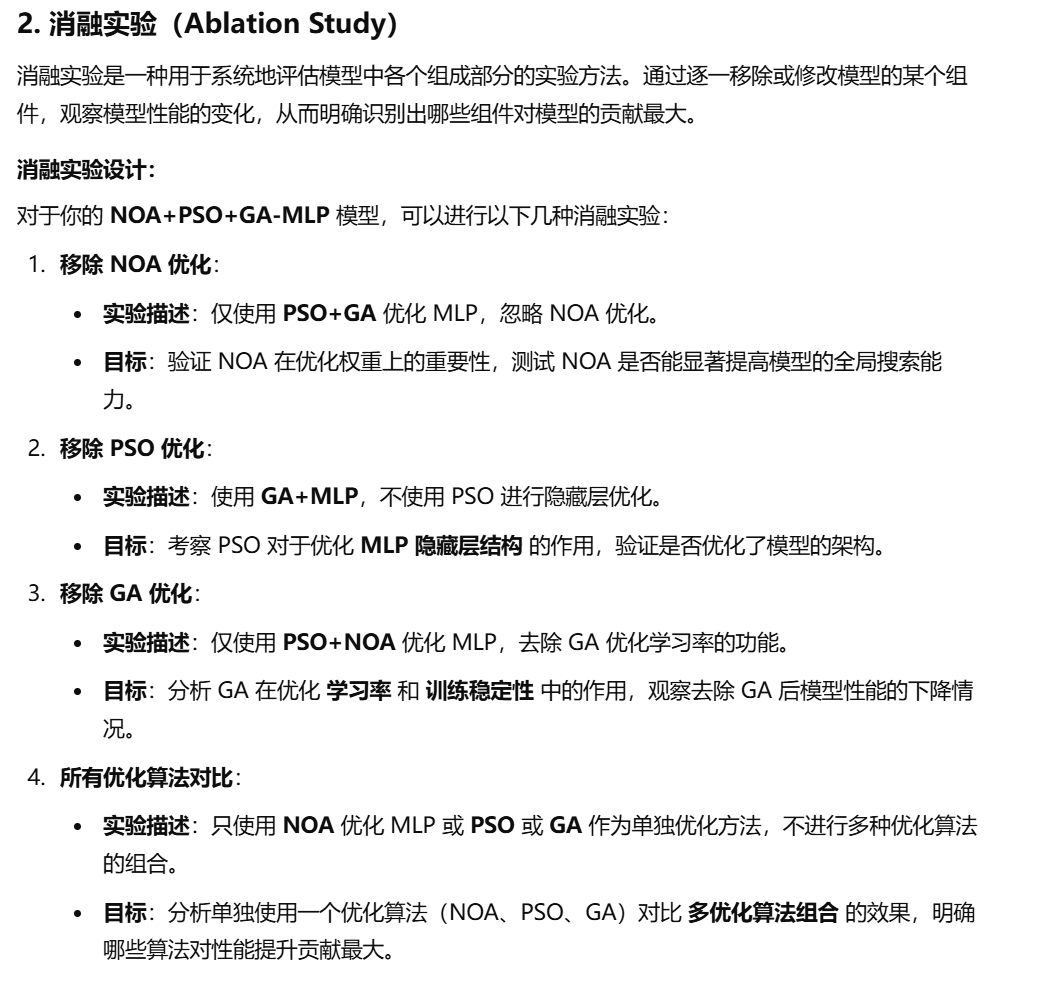 2. 消融实验（Ablation Study）
消融实验是一种用于系统地评估模型中各个组成部分的实验方法。通过逐一移除或修改模型的某个组
件，观察模型性能的变化，从而明确识别出哪些组件对模型的贡献最大。
消融实验设计：
对于你的 NOA+PSO+GA-MLP 模型，可以进行以下几种消融实验：
1. 移除 NOA 优化：
• 实验描述：仅使用 PSO+GA 优化 MLP，忽略 NOA 优化。
• 目标：验证 NOA 在优化权重上的重要性，测试 NOA 是否能显著提高模型的全局搜索能
力。
2. 移除 PSO 优化：
• 实验描述：使用 GA+MLP，不使用 PSO 进行隐藏层优化。
• 目标：考察 PSO 对于优化 MLP 隐藏层结构 的作用，验证是否优化了模型的架构。
3. 移除 GA 优化：
• 实验描述：仅使用 PSO+NOA 优化 MLP，去除 GA 优化学习率的功能。
• 目标：分析 GA 在优化 学习率 和 训练稳定性 中的作用，观察去除 GA 后模型性能的下降情
况。
4. 所有优化算法对比：
• 实验描述：只使用 NOA 优化 MLP 或 PSO 或 GA 作为单独优化方法，不进行多种优化算法
的组合。
• 目标：分析单独使用一个优化算法（NOA、PSO、GA）对比 多优化算法组合 的效果，明确
哪些算法对性能提升贡献最大。